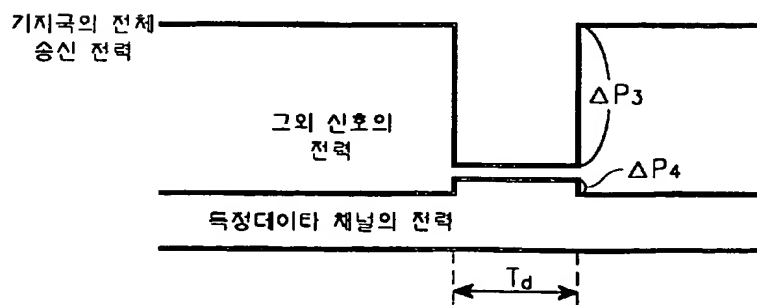 기지국의 전체
송신 전력
ΔP3
그외 신호의
전력
ΔP4
특정데이타 채널의 전력
Td